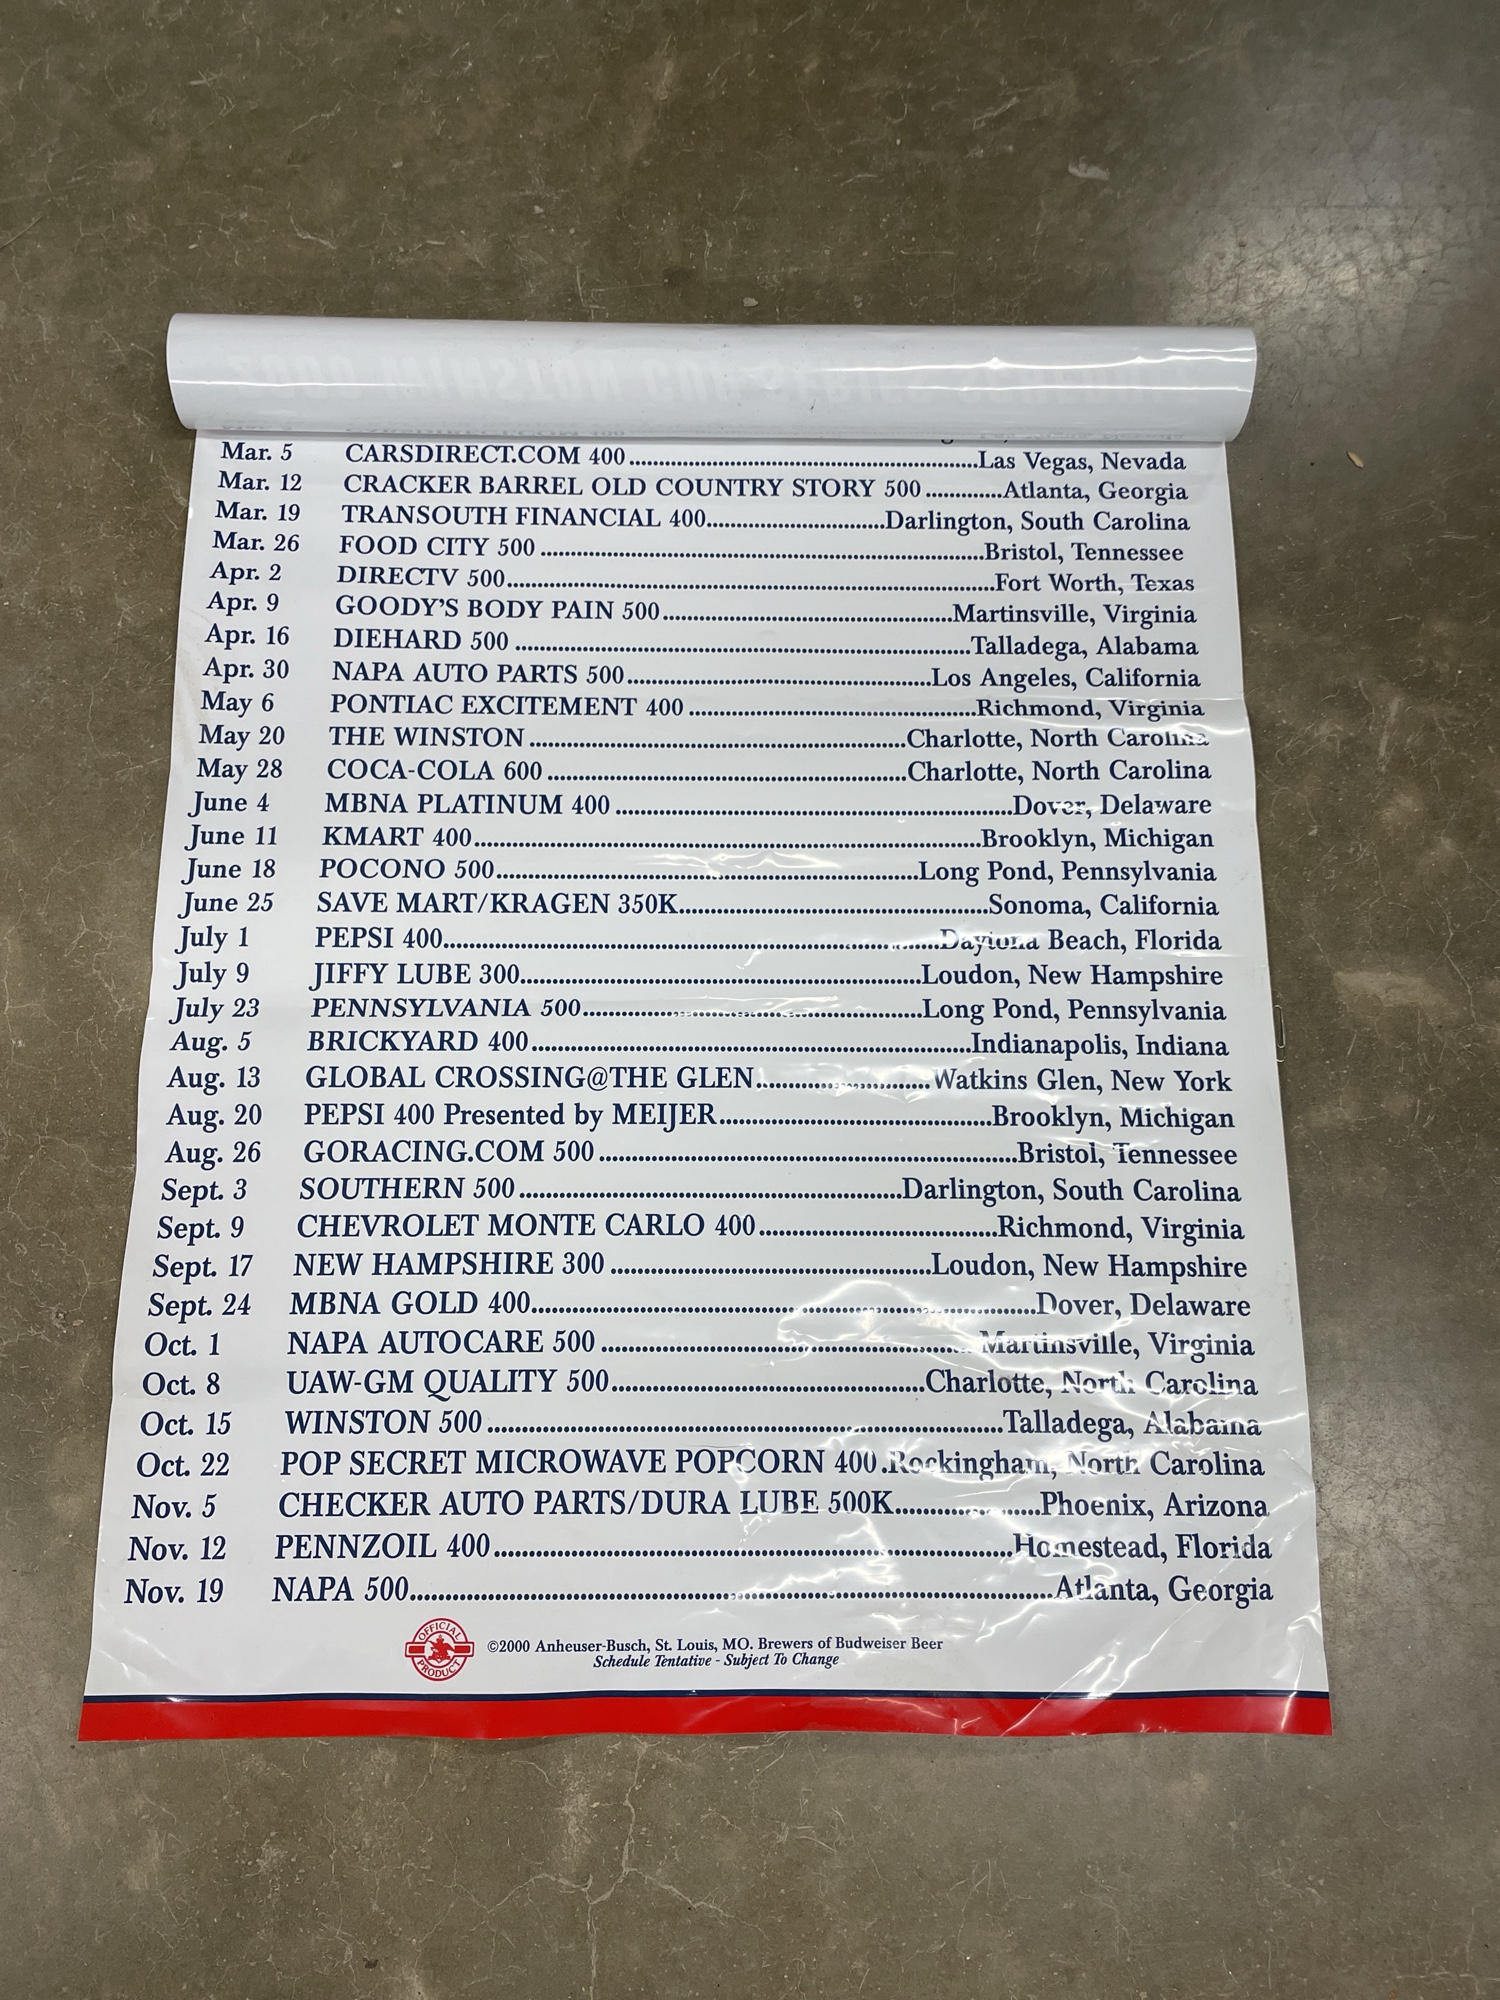 2000 WINSTON CUP SERIES SCHEDULE
Mar. 5 CARSDIRECT.COM 400 Las Vegas, Nevada
Mar. 12 CRACKER BARREL OLD COUNTRY STORY 500 Atlanta, Georgia
Mar. 19 TRANSOUTH FINANCIAL 400 Darlington, South Carolina
Mar. 26 FOOD CITY 500 Bristol, Tennessee
Apr. 2 DIRECTV 500 Fort Worth, Texas
Apr. 9 GOODY'S BODY PAIN 500 Martinsville, Virginia
Apr. 16 DIEHARD 500 Talladega, Alabama
Apr. 30 NAPA AUTO PARTS 500 Los Angeles, California
May 6 PONTIAC EXCITEMENT 400 Richmond, Virginia
May 20 THE WINSTON Charlotte, North Carolina
May 28 COCA-COLA 600 Charlotte, North Carolina
June 4 MBNA PLATINUM 400 Dover, Delaware
June 11 KMART 400 Brooklyn, Michigan
June 18 POCONO 500 Long Pond, Pennsylvania
June 25 SAVE MART/KRAGEN 350K Sonoma, California
July 1 PEPSI 400 Daytona Beach, Florida
July 9 JIFFY LUBE 300 Loudon, New Hampshire
July 23 PENNSYLVANIA 500 Long Pond, Pennsylvania
Aug. 5 BRICKYARD 400 Indianapolis, Indiana
Aug. 13 GLOBAL CROSSING@THE GLEN Watkins Glen, New York
Aug. 20 PEPSI 400 Presented by MEIJER Brooklyn, Michigan
Aug. 26 GORACING.COM 500 Bristol, Tennessee
Sept. 3 SOUTHERN 500 Darlington, South Carolina
Sept. 9 CHEVROLET MONTE CARLO 400 Richmond, Virginia
Sept. 17 NEW HAMPSHIRE 300 Loudon, New Hampshire
Sept. 24 MBNA GOLD 400 Dover, Delaware
Oct. 1 NAPA AUTOCARE 500 Martinsville, Virginia
Oct. 8 UAW-GM QUALITY 500 Charlotte, North Carolina
Oct. 15 WINSTON 500 Talladega, Alabama
Oct. 22 POP SECRET MICROWAVE POPCORN 400 Rockingham, North Carolina
Nov. 5 CHECKER AUTO PARTS/DURA LUBE 500K Phoenix, Arizona
Nov. 12 PENNZOIL 400 Homestead, Florida
Nov. 19 NAPA 500 Atlanta, Georgia
OFFICIAL PRODUCT
©2000 Anheuser-Busch, St. Louis, MO. Brewers of Budweiser Beer
Schedule Tentative - Subject To Change